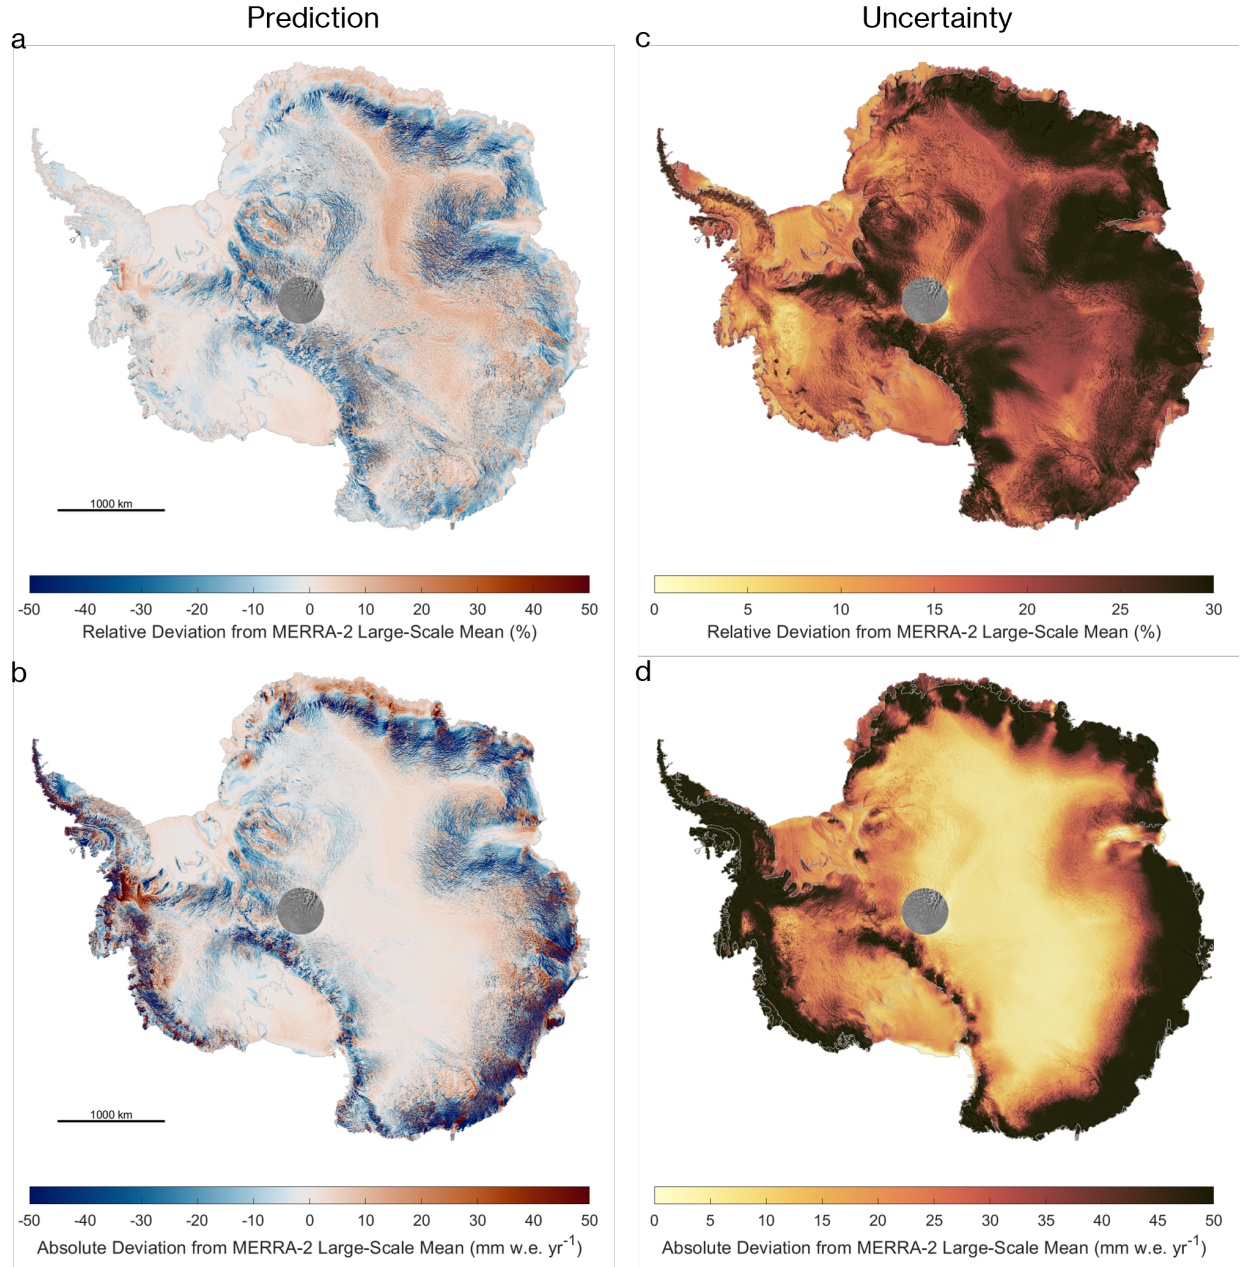 Prediction
Uncertainty
a
c
1000 km
-50 -40 -30 -20 -10 0 10 20 30 40 50
Relative Deviation from MERRA-2 Large-Scale Mean (%)
0 5 10 15 20 25 30
Relative Deviation from MERRA-2 Large-Scale Mean (%)
b
d
1000 km
-50 -40 -30 -20 -10 0 10 20 30 40 50
Absolute Deviation from MERRA-2 Large-Scale Mean (mm w.e. yr⁻¹)
0 5 10 15 20 25 30 35 40 45 50
Absolute Deviation from MERRA-2 Large-Scale Mean (mm w.e. yr⁻¹)